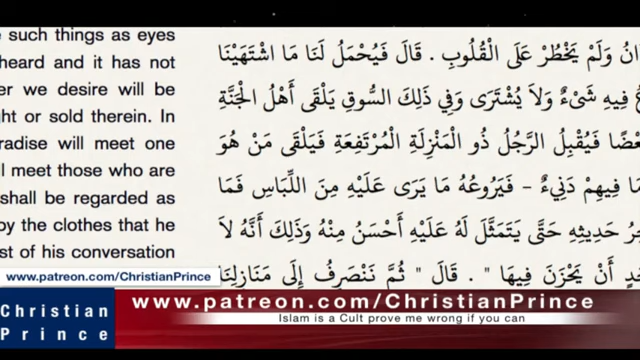 such things as eyes
heard and it has not
we desire will be
or sold therein. In
will meet one
meet those who are
shall be regarded as
by the clothes that he
of his conversation
وَلَمْ يَخْطُرْ عَلَى الْقُلُوبِ . قَالَ فَيُحْمَلُ لَنَا مَا اشْتَهَيْنَا
فِيهِ شَىْءٌ وَلاَ يُشْتَرَى وَفِي ذَلِكَ السُّوقِ يَلْقَى أَهْلُ الْجَنَّةِ
فَيُقْبِلُ الرَّجُلُ ذُو الْمَنْزِلَةِ الْمُرْتَفِعَةِ فَيَلْقَى مَنْ هُوَ
فِيهِمْ دَنِيءٌ - فَيَرُوعُهُ مَا يَرَى عَلَيْهِ مِنَ اللِّبَاسِ فَمَا
حَدِيثِهِ حَتَّى يَتَمَثَّلَ لَهُ عَلَيْهِ أَحْسَنُ مِنْهُ وَذَلِكَ أَنَّهُ لاَ
أَنْ يَحْزَنَ فِيهَا " . قَالَ " ثُمَّ نَنْصَرِفُ إِلَى مَنَازِلِنَا
www.patreon.com/ChristianPrince
Christian
Prince
www.patreon.com/ChristianPrince
Islam is a Cult prove me wrong if you can